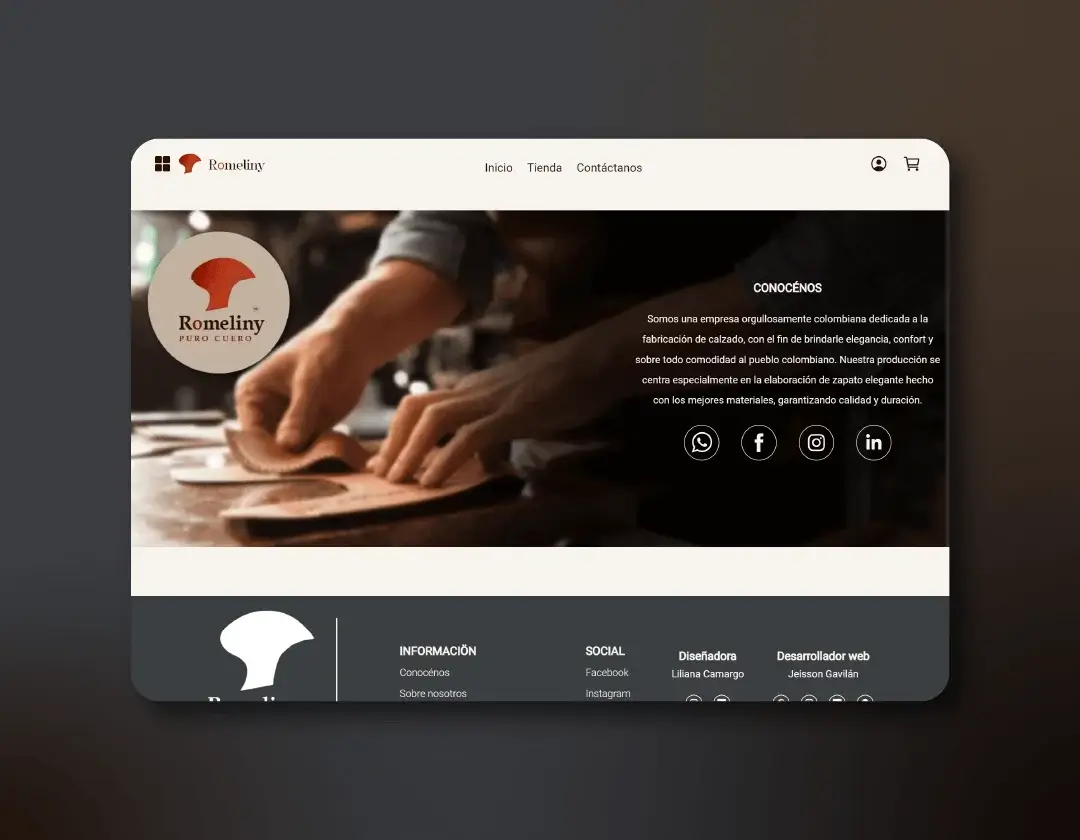 Romeliny
Inicio Tienda Contáctanos
Romeliny
PURO CUERO
CONOCÉNOS
Somos una empresa orgullosamente colombiana dedicada a la
fabricación de calzado, con el fin de brindarle elegancia, confort y
sobre todo comodidad al pueblo colombiano. Nuestra producción se
centra especialmente en la elaboración de zapato elegante hecho
con los mejores materiales, garantizando calidad y duración.
INFORMACIÖN
Conocénos
Sobre nosotros
SOCIAL
Facebook
Instagram
Diseñadora
Liliana Camargo
Desarrollador web
Jeisson Gavilán